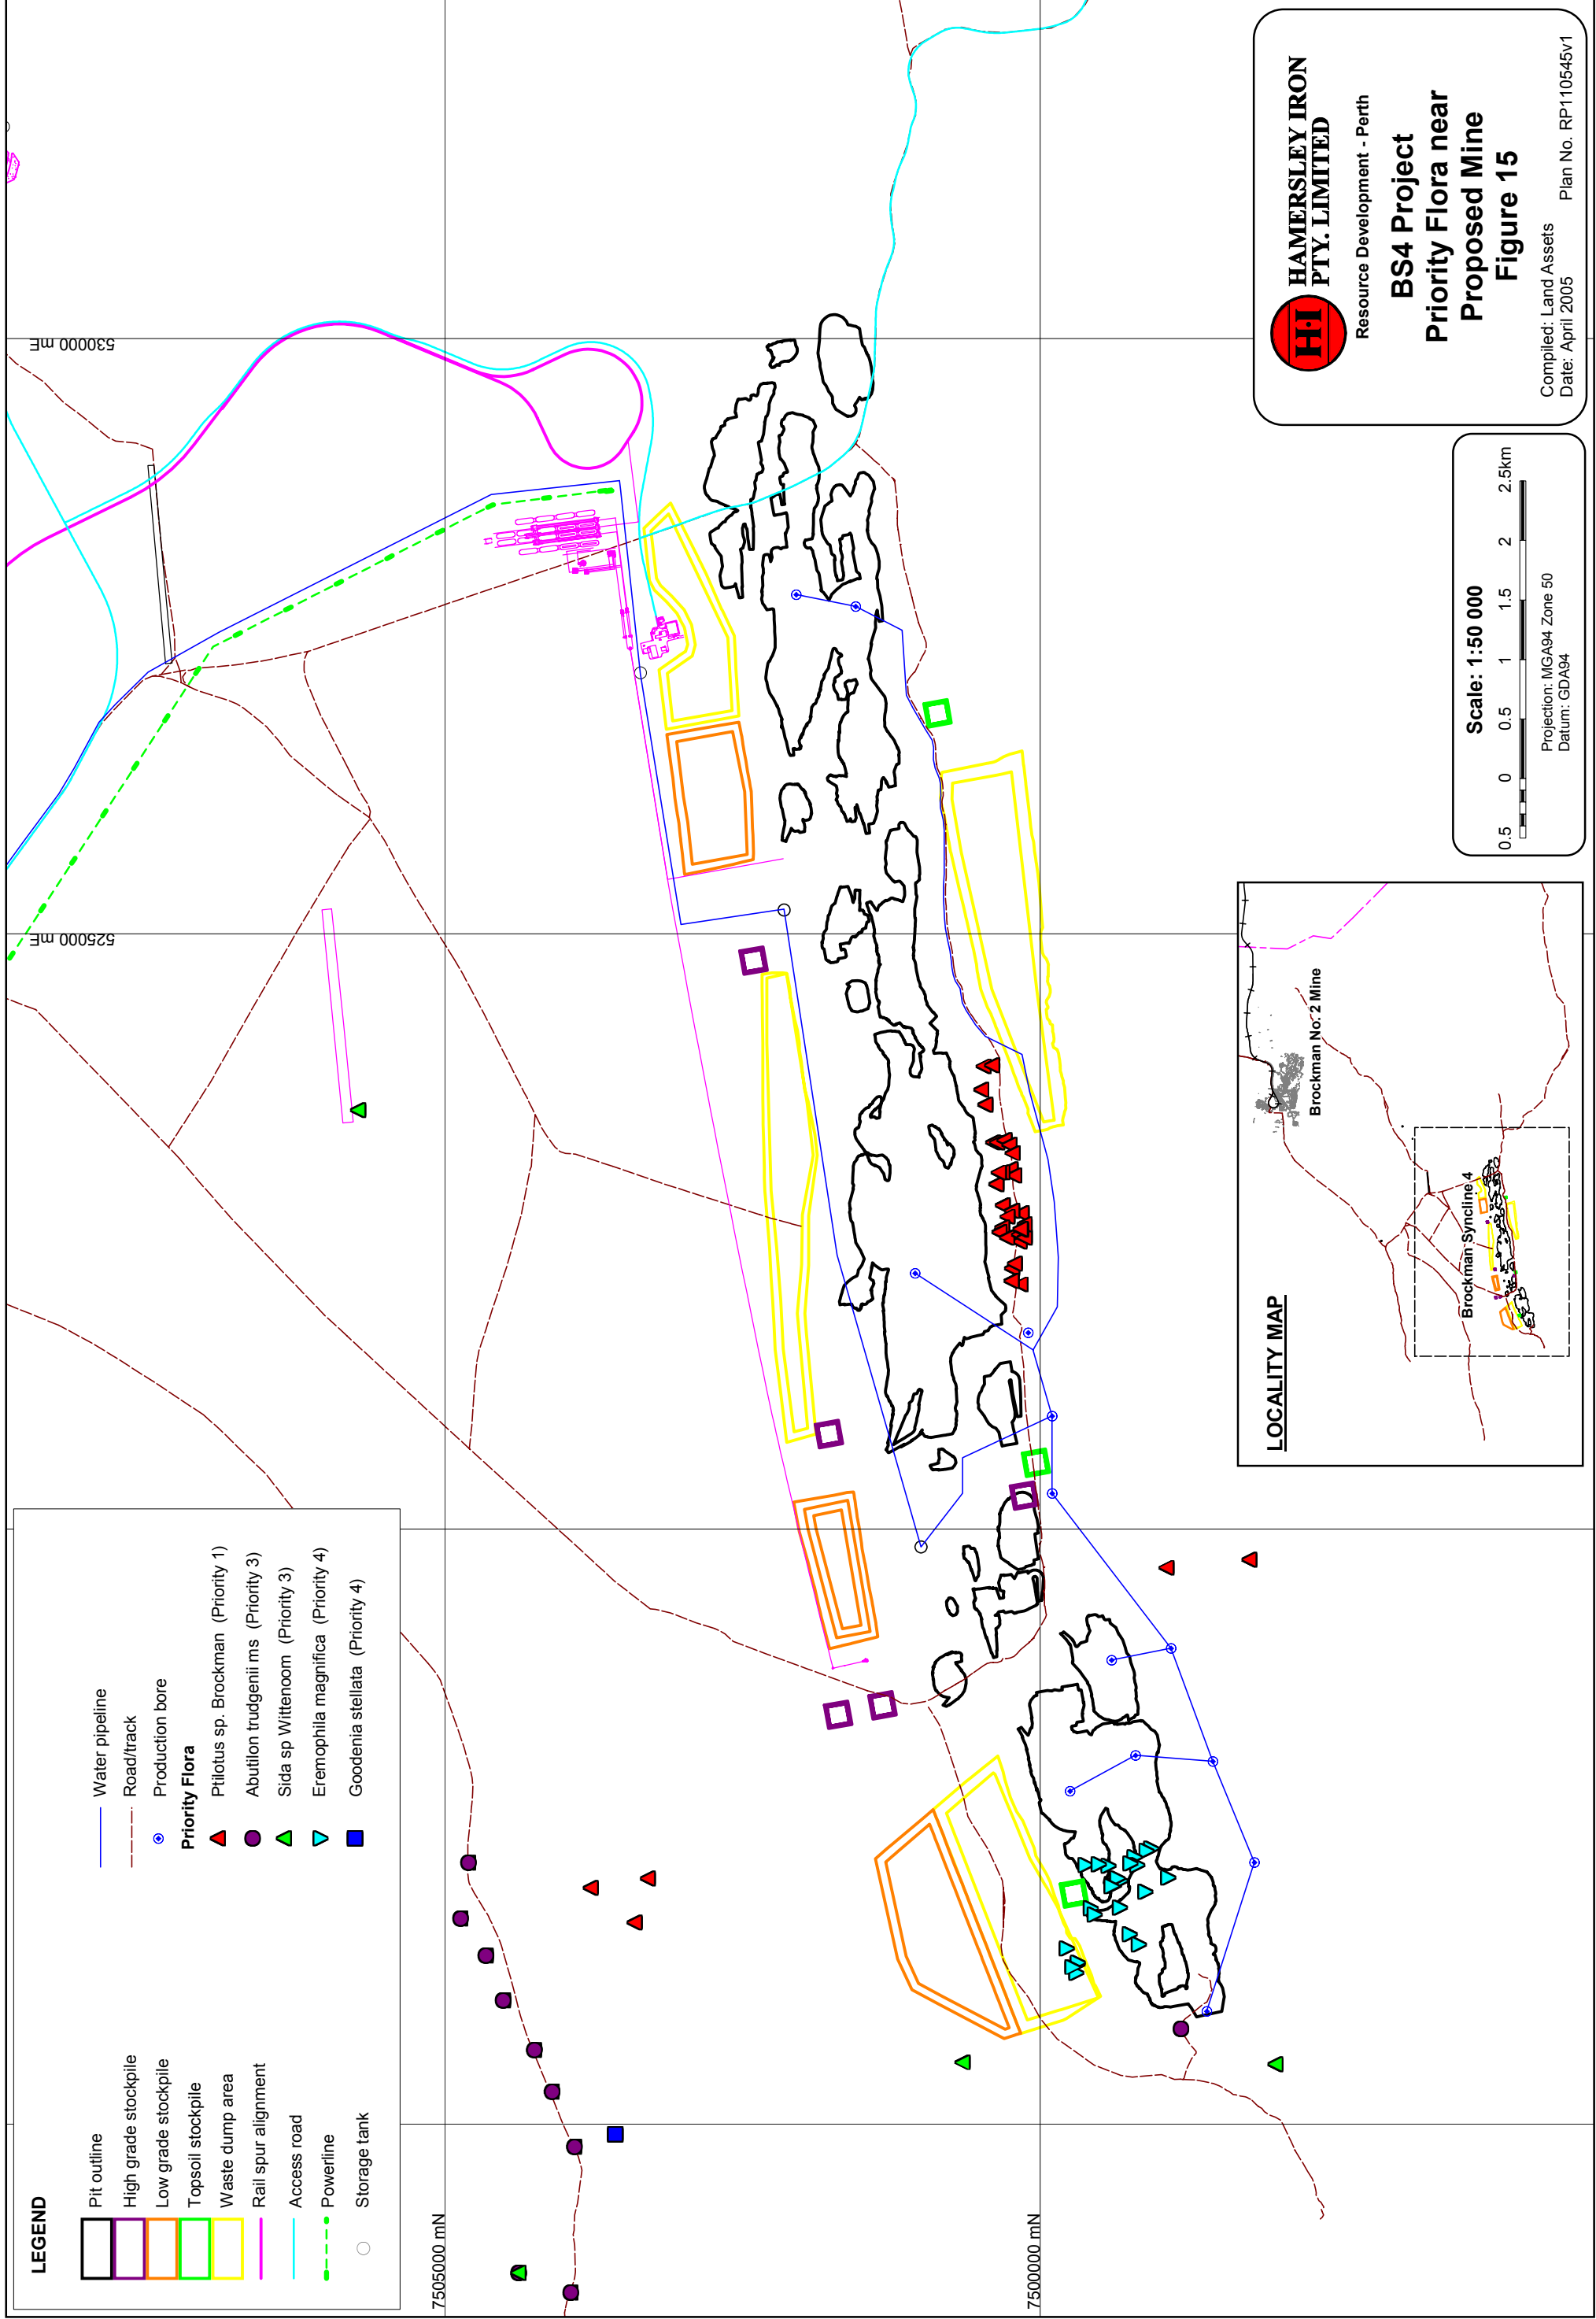 LEGEND
Pit outline
High grade stockpile
Low grade stockpile
Topsoil stockpile
Waste dump area
Rail spur alignment
Access road
Powerline
Storage tank
Water pipeline
Road/track
Production bore
Priority Flora
Ptilotus sp. Brockman (Priority 1)
Abutilon trudgenii ms (Priority 3)
Sida sp Wittenoom (Priority 3)
Eremophila magnifica (Priority 4)
Goodenia stellata (Priority 4)
525000 mE
530000 mE
7505000 mN
7500000 mN
LOCALITY MAP
Brockman Syncline 4
Brockman No. 2 Mine
Scale: 1:50 000
0.5 0 0.5 1 1.5 2 2.5km
Projection: MGA94 Zone 50
Datum: GDA94
H·I
HAMERSLEY IRON
PTY. LIMITED
Resource Development - Perth
BS4 Project
Priority Flora near
Proposed Mine
Figure 15
Compiled: Land Assets
Date: April 2005 Plan No. RP110545v1